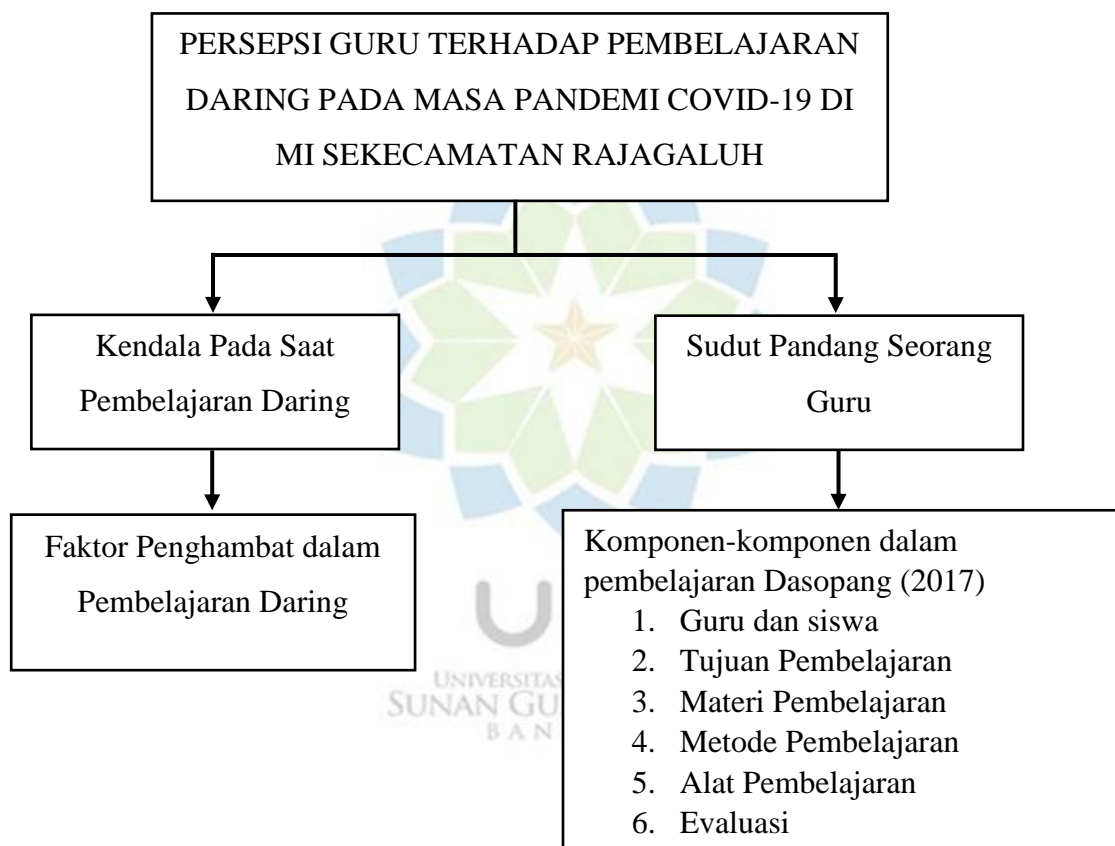 PERSEPSI GURU TERHADAP PEMBELAJARAN
DARING PADA MASA PANDEMI COVID-19 DI
MI SEKECAMATAN RAJAGALUH
Kendala Pada Saat
Pembelajaran Daring
Sudut Pandang Seorang
Guru
Faktor Penghambat dalam
Pembelajaran Daring
Komponen-komponen dalam
pembelajaran Dasopang (2017)
1. Guru dan siswa
2. Tujuan Pembelajaran
3. Materi Pembelajaran
4. Metode Pembelajaran
5. Alat Pembelajaran
6. Evaluasi
UNIVERSITAS
SUNAN GU
BAN